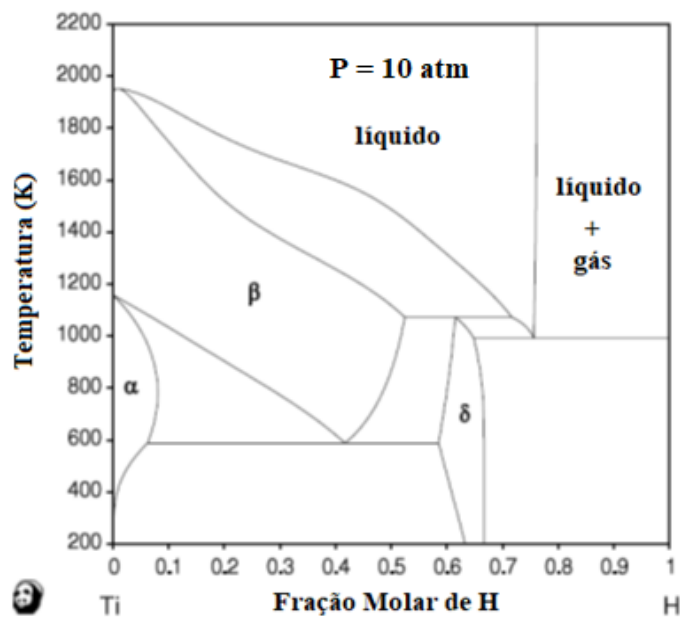 2200
2000
1800
1600
1400
1200
1000
800
600
400
200
Temperatura (K)
P = 10 atm
líquido
líquido
+
gás
β
α
δ
0 0.1 0.2 0.3 0.4 0.5 0.6 0.7 0.8 0.9 1
Ti Fração Molar de H H